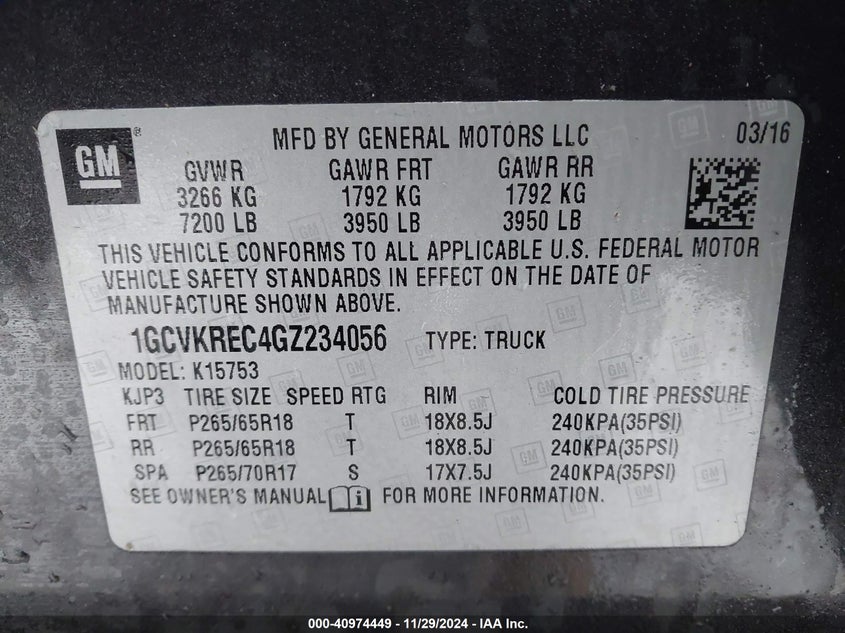 GM ®
MFD BY GENERAL MOTORS LLC 03/16
GVWR GAWR FRT GAWR RR
3266 KG 1792 KG 1792 KG
7200 LB 3950 LB 3950 LB
THIS VEHICLE CONFORMS TO ALL APPLICABLE U.S. FEDERAL MOTOR
VEHICLE SAFETY STANDARDS IN EFFECT ON THE DATE OF
MANUFACTURE SHOWN ABOVE.
1GCVKREC4GZ234056 TYPE: TRUCK
MODEL: K15753
KJP3 TIRE SIZE SPEED RTG RIM COLD TIRE PRESSURE
FRT P265/65R18 T 18X8.5J 240KPA(35PSI)
RR P265/65R18 T 18X8.5J 240KPA(35PSI)
SPA P265/70R17 S 17X7.5J 240KPA(35PSI)
SEE OWNER'S MANUAL i FOR MORE INFORMATION.
000-40974449 - 11/29/2024 - IAA Inc.